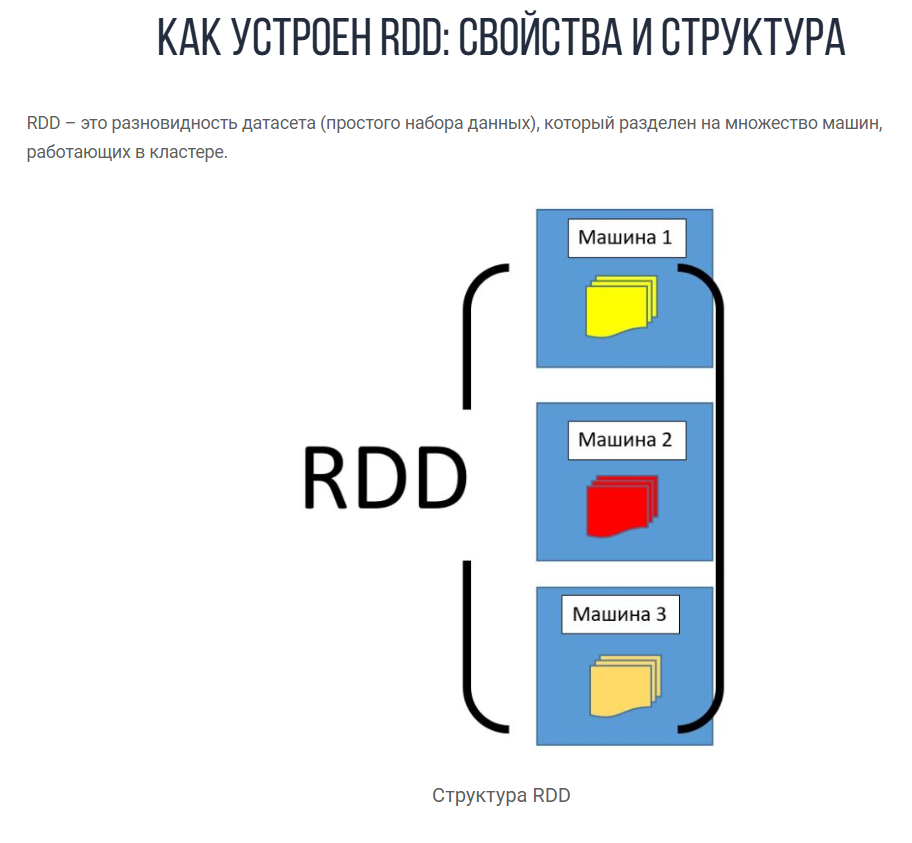 КАК УСТРОЕН RDD: СВОЙСТВА И СТРУКТУРА
RDD – это разновидность датасета (простого набора данных), который разделен на множество машин,
работающих в кластере.
Машина 1
RDD
Машина 2
Машина 3
Структура RDD